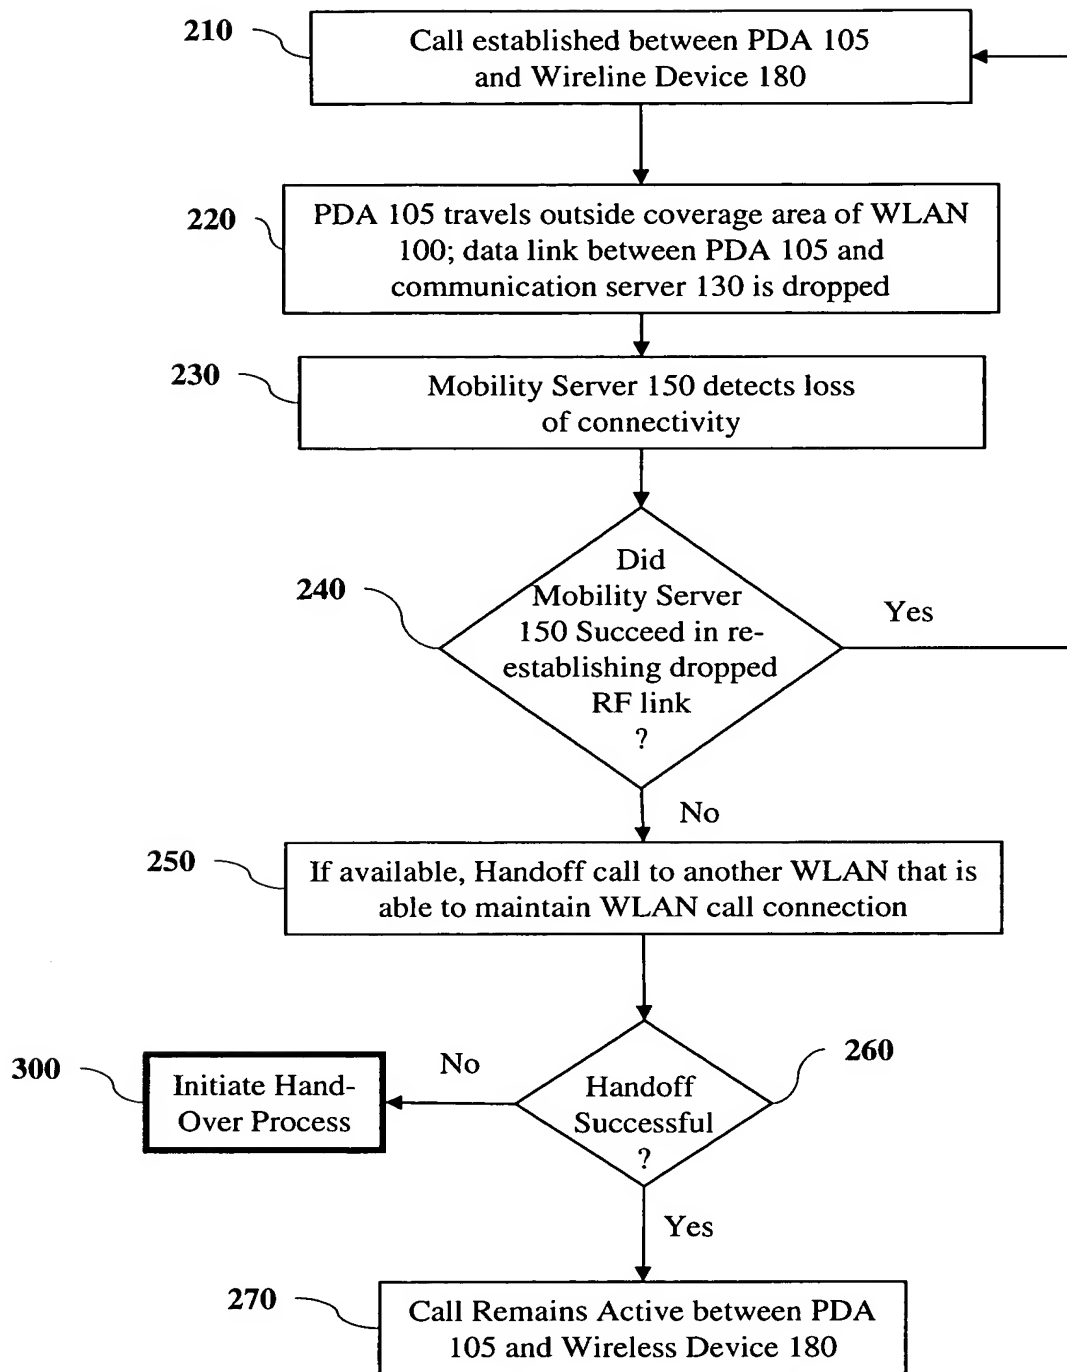 210
Call established between PDA 105
and Wireline Device 180
220
PDA 105 travels outside coverage area of WLAN
100; data link between PDA 105 and
communication server 130 is dropped
230
Mobility Server 150 detects loss
of connectivity
240
Did
Mobility Server
150 Succeed in re-
establishing dropped
RF link
?
Yes
No
250
If available, Handoff call to another WLAN that is
able to maintain WLAN call connection
260
Handoff
Successful
?
No
300
Initiate Hand-
Over Process
Yes
270
Call Remains Active between PDA
105 and Wireless Device 180